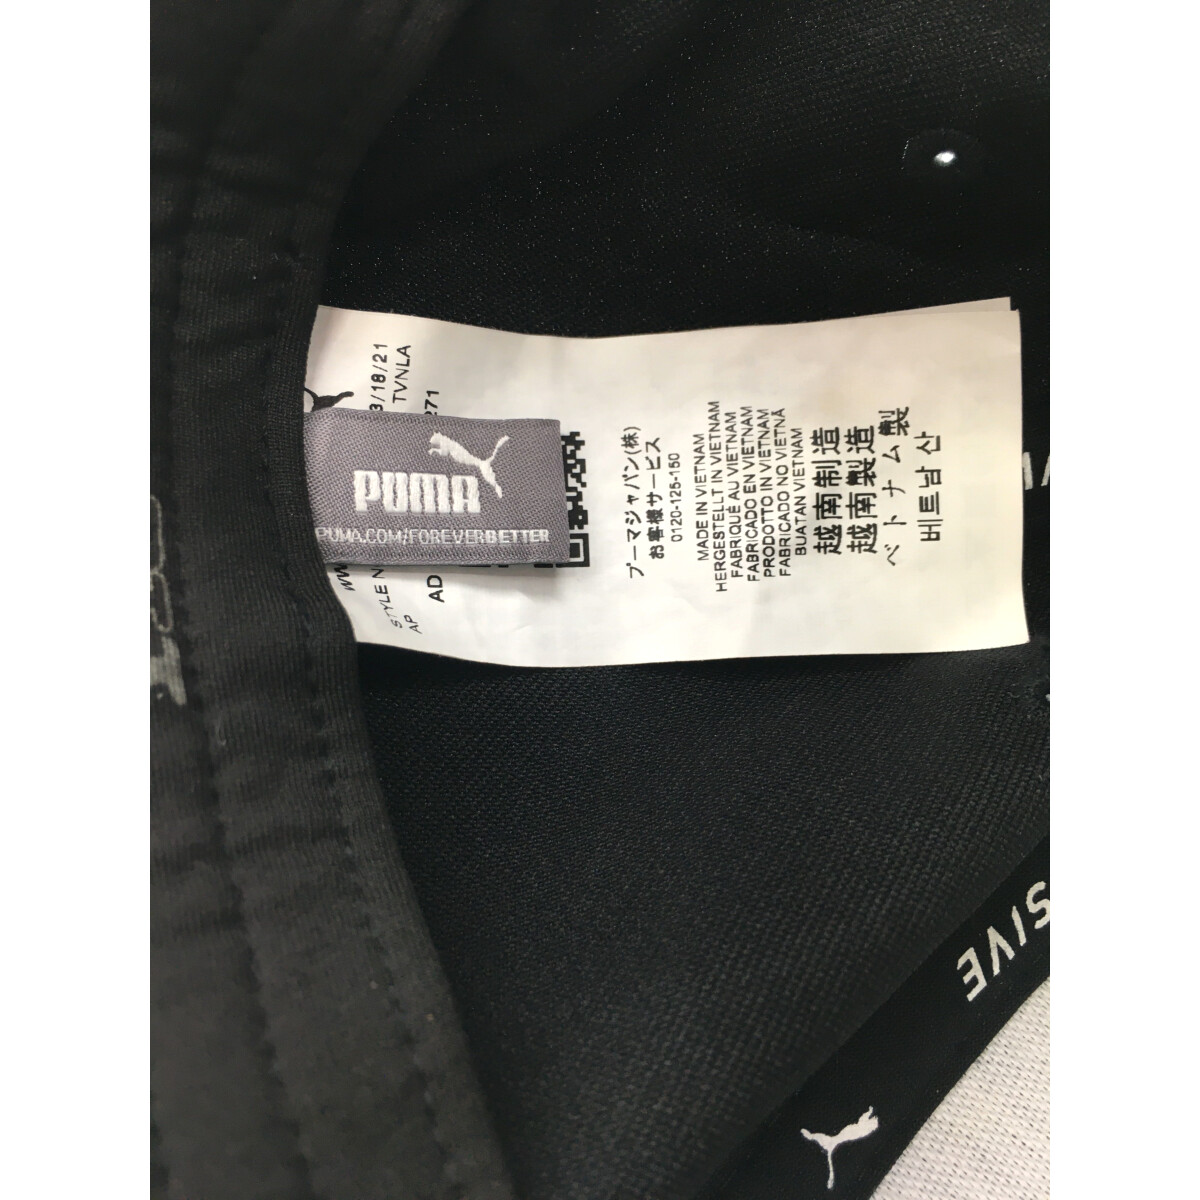 PUMA
PUMA.COM/FOREVERBETTER
3/18/21
TVNLA
271
STYLE N
AP
AD
プーマジャパン(株)
お客様サービス
0120-125-150
MADE IN VIETNAM
HERGESTELLT IN VIETNAM
FABRIQUÉ AU VIETNAM
FABRICADO EN VIETNAM
PRODOTTO IN VIETNAM
FABRICADO NO VIETNÃ
BUATAN VIETNAM
越南制造
越南製造
ベトナム製
베트남 산
SIVE